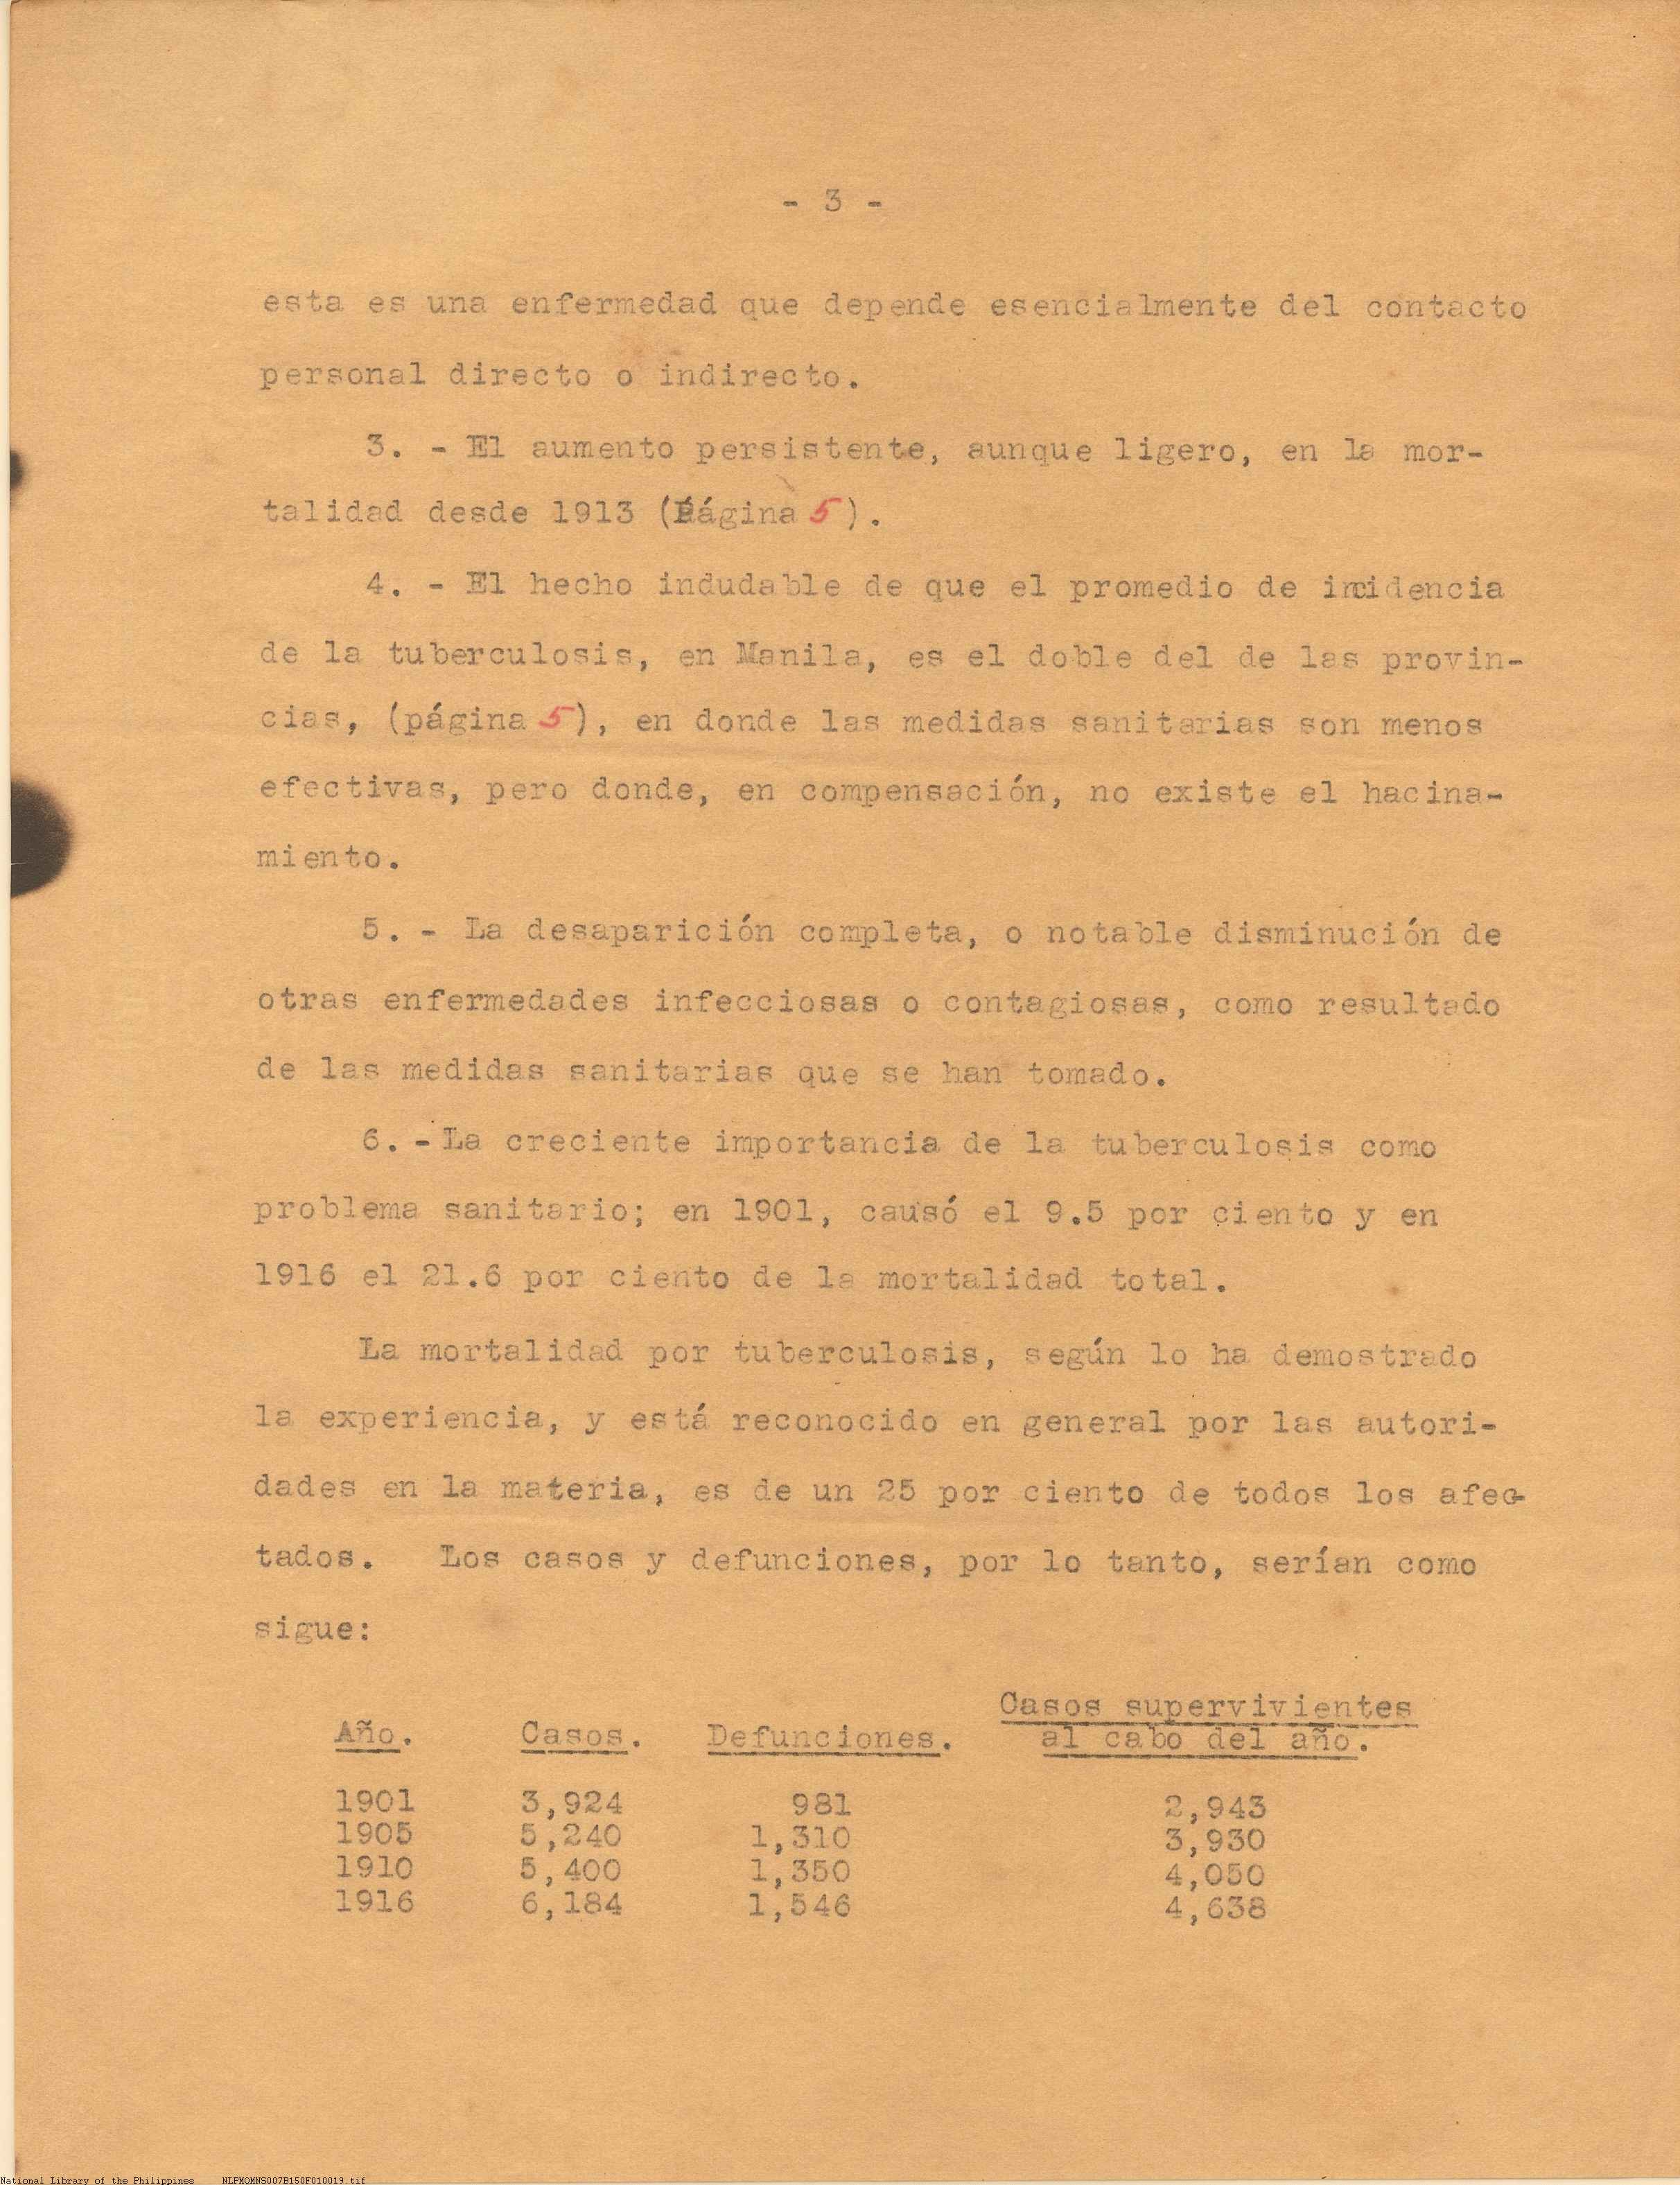 - 3 -
esta es una enfermedad que depende esencialmente del contacto
personal directo o indirecto.
3. - El aumento persistente, aunque ligero, en la mor-
talidad desde 1913 (Página 5).
4. - El hecho indudable de que el promedio de incidencia
de la tuberculosis, en Manila, es el doble del de las provin-
cias, (página 5), en donde las medidas sanitarias son menos
efectivas, pero donde, en compensación, no existe el hacina-
miento.
5. - La desaparición completa, o notable disminución de
otras enfermedades infecciosas o contagiosas, como resultado
de las medidas sanitarias que se han tomado.
6. - La creciente importancia de la tuberculosis como
problema sanitario; en 1901, causó el 9.5 por ciento y en
1916 el 21.6 por ciento de la mortalidad total.
La mortalidad por tuberculosis, según lo ha demostrado
la experiencia, y está reconocido en general por las autori-
dades en la materia, es de un 25 por ciento de todos los afec-
tados. Los casos y defunciones, por lo tanto, serían como
sigue:
Casos supervivientes
Año. Casos. Defunciones. al cabo del año.
1901 3,924 981 2,943
1905 5,240 1,310 3,930
1910 5,400 1,350 4,050
1916 6,184 1,546 4,638
National Library of the Philippines NLPMQMNS007B150F010019.tif